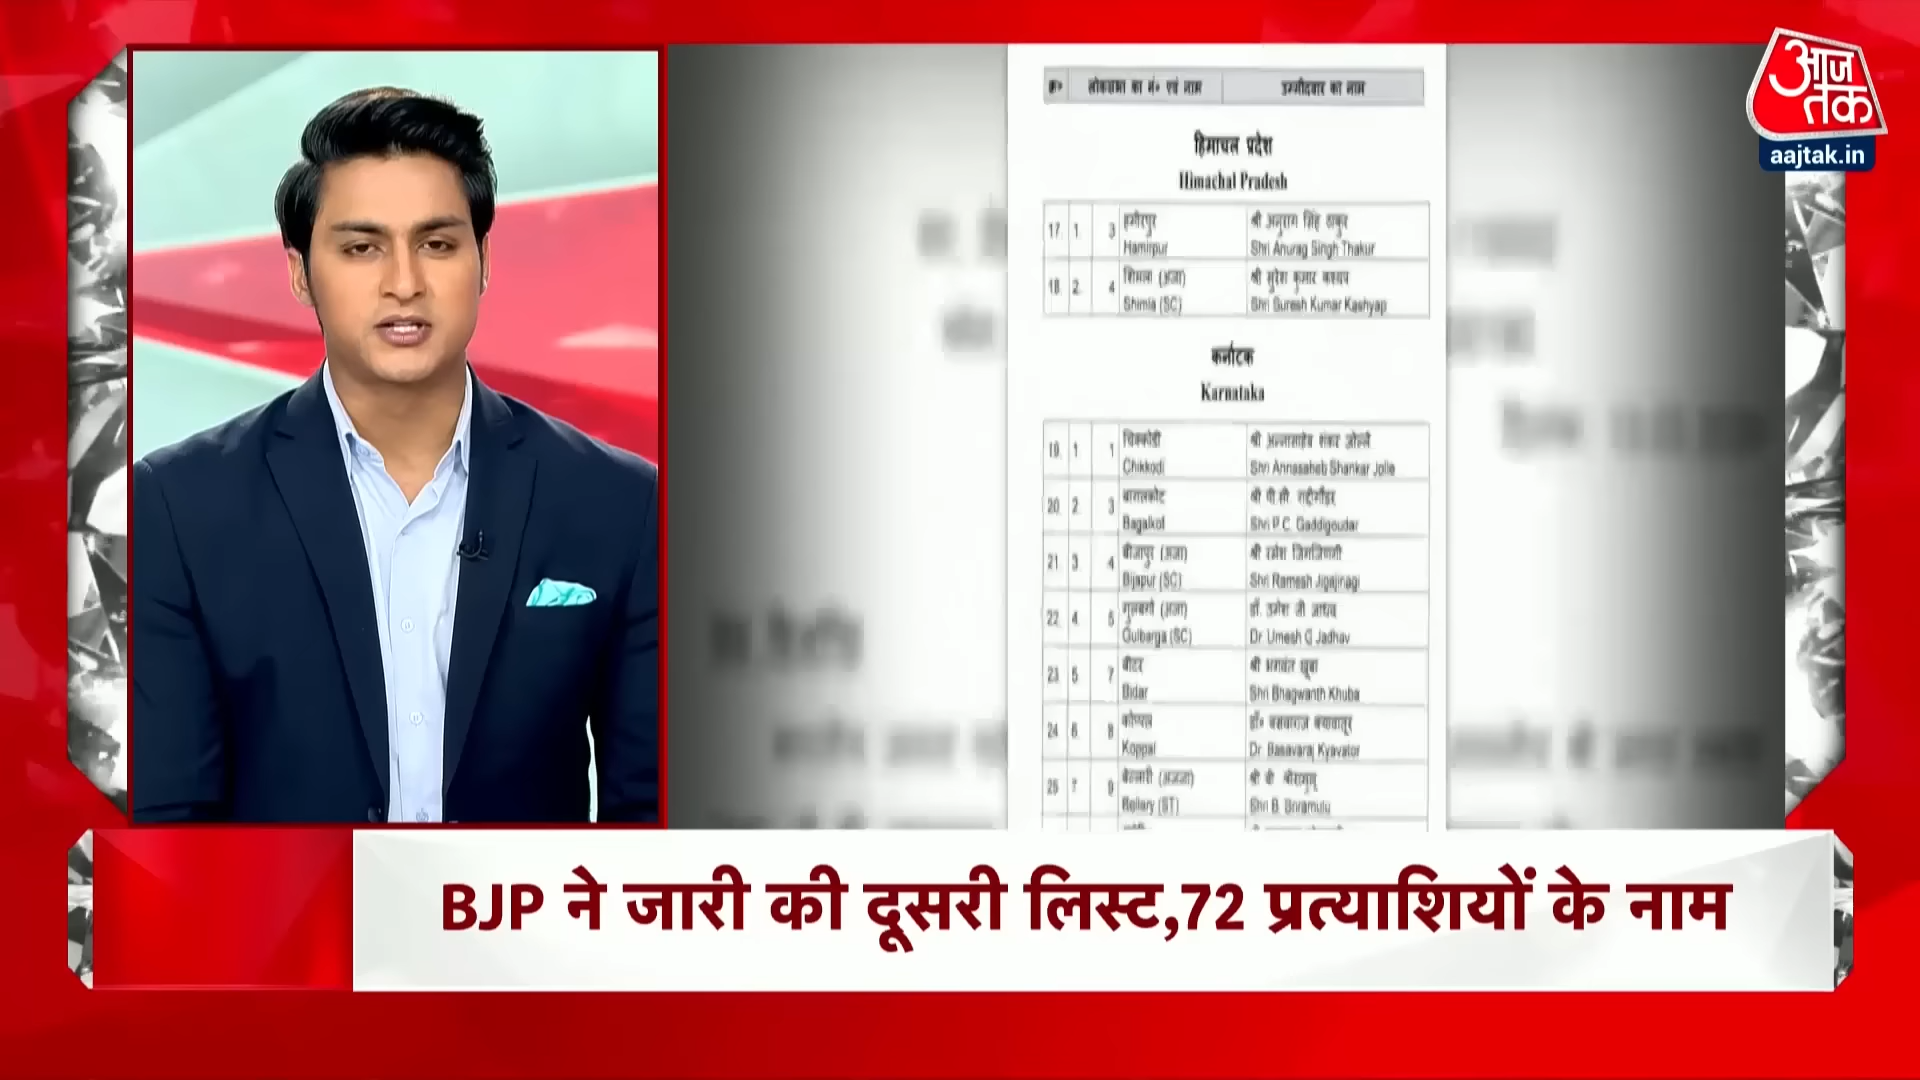 आज
तक
aajtak.in
क्र॰ लोकसभा का नं॰ एवं नाम उम्मीदवार का नाम
हिमाचल प्रदेश
Himachal Pradesh
17. 1. 3 हमीरपुर श्री अनुराग सिंह ठाकुर
Hamirpur Shri Anurag Singh Thakur
18. 2. 4 शिमला (अजा) श्री सुरेश कुमार कश्यप
Shimla (SC) Shri Suresh Kumar Kashyap
कर्नाटक
Karnataka
19. 1 1 चिक्कोडी श्री अन्नासाहेब शंकर जोल्ले
Chikkodi Shri Annasaheb Shankar Jolle
20. 2. 3 बागलकोट श्री पी.सी. गद्दीगौडर
Bagalkot Shri P.C. Gaddigoudar
21. 3. 4 बीजापुर (अजा) श्री रमेश जिगजिणगी
Bijapur (SC) Shri Ramesh Jigajinagi
22. 4. 5 गुलबर्गा (अजा) डॉ. उमेश जी जाधव
Gulbarga (SC) Dr. Umesh G Jadhav
23. 5. 7 बीदर श्री भगवंत खूबा
Bidar Shri Bhagwanth Khuba
24. 6. 8 कोप्पल डॉ॰ बसवाराज क्यावातूर
Koppal Dr. Basavaraj Kyavator
25. 7. 9 बेल्लारी (अजजा) श्री बी श्रीरामुलु
Bellary (ST) Shri B. Sriramulu
BJP ने जारी की दूसरी लिस्ट,72 प्रत्याशियों के नाम